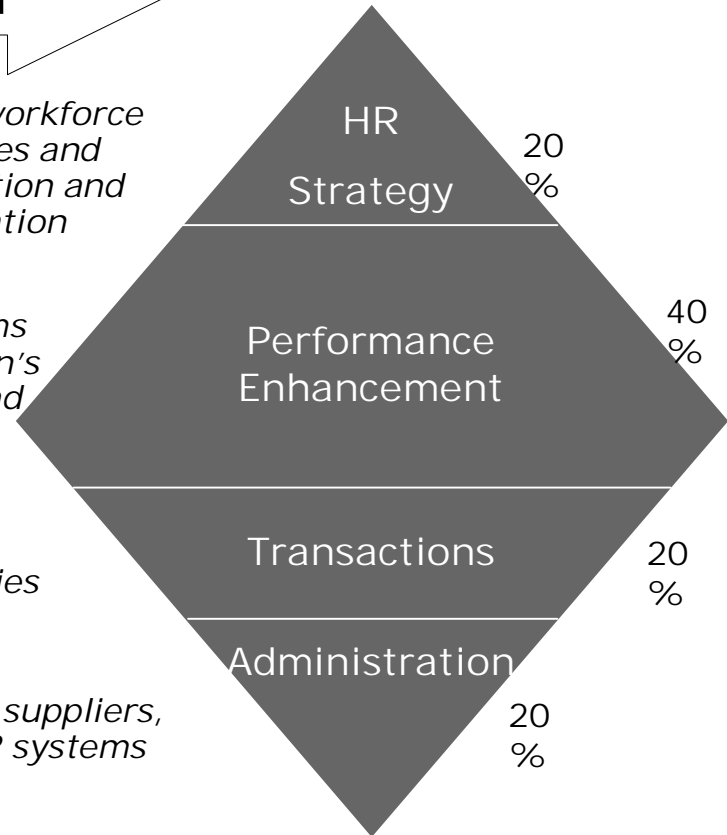 HR
Strategy
20
%
workforce
es and
tion and
ation
Performance
Enhancement
40
%
ns
n's
nd
Transactions
20
%
ies
Administration
20
%
suppliers,
systems